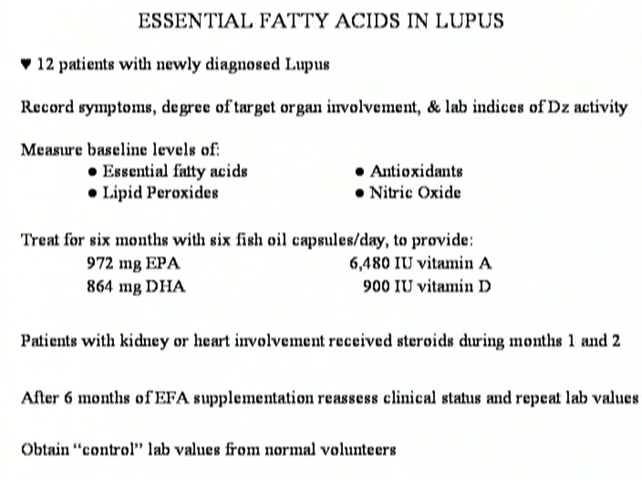 ESSENTIAL FATTY ACIDS IN LUPUS
♥ 12 patients with newly diagnosed Lupus
Record symptoms, degree of target organ involvement, & lab indices of Dz activity
Measure baseline levels of:
● Essential fatty acids ● Antioxidants
● Lipid Peroxides ● Nitric Oxide
Treat for six months with six fish oil capsules/day, to provide:
972 mg EPA 6,480 IU vitamin A
864 mg DHA 900 IU vitamin D
Patients with kidney or heart involvement received steroids during months 1 and 2
After 6 months of EFA supplementation reassess clinical status and repeat lab values
Obtain “control” lab values from normal volunteers